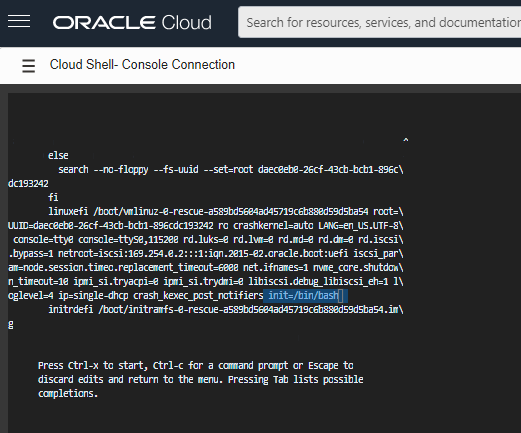 ORACLE Cloud
Search for resources, services, and documentation
Cloud Shell- Console Connection
^
else
search --no-floppy --fs-uuid --set=root daec0eb0-26cf-43cb-bcb1-896c\
dc193242
fi
linuxefi /boot/vmlinuz-0-rescue-a589bd5604ad45719c6b880d59d5ba54 root=\
UUID=daec0eb0-26cf-43cb-bcb1-896cdc193242 ro crashkernel=auto LANG=en_US.UTF-8\
console=tty0 console=ttyS0,115200 rd.luks=0 rd.lvm=0 rd.md=0 rd.dm=0 rd.iscsi\
.bypass=1 netroot=iscsi:169.254.0.2:::1:iqn.2015-02.oracle.boot:uefi iscsi_par\
am=node.session.timeo.replacement_timeout=6000 net.ifnames=1 nvme_core.shutdow\
n_timeout=10 ipmi_si.tryacpi=0 ipmi_si.trydmi=0 libiscsi.debug_libiscsi_eh=1 l\
oglevel=4 ip=single-dhcp crash_kexec_post_notifiers init=/bin/bash
initrdefi /boot/initramfs-0-rescue-a589bd5604ad45719c6b880d59d5ba54.im\
g
Press Ctrl-x to start, Ctrl-c for a command prompt or Escape to
discard edits and return to the menu. Pressing Tab lists possible
completions.